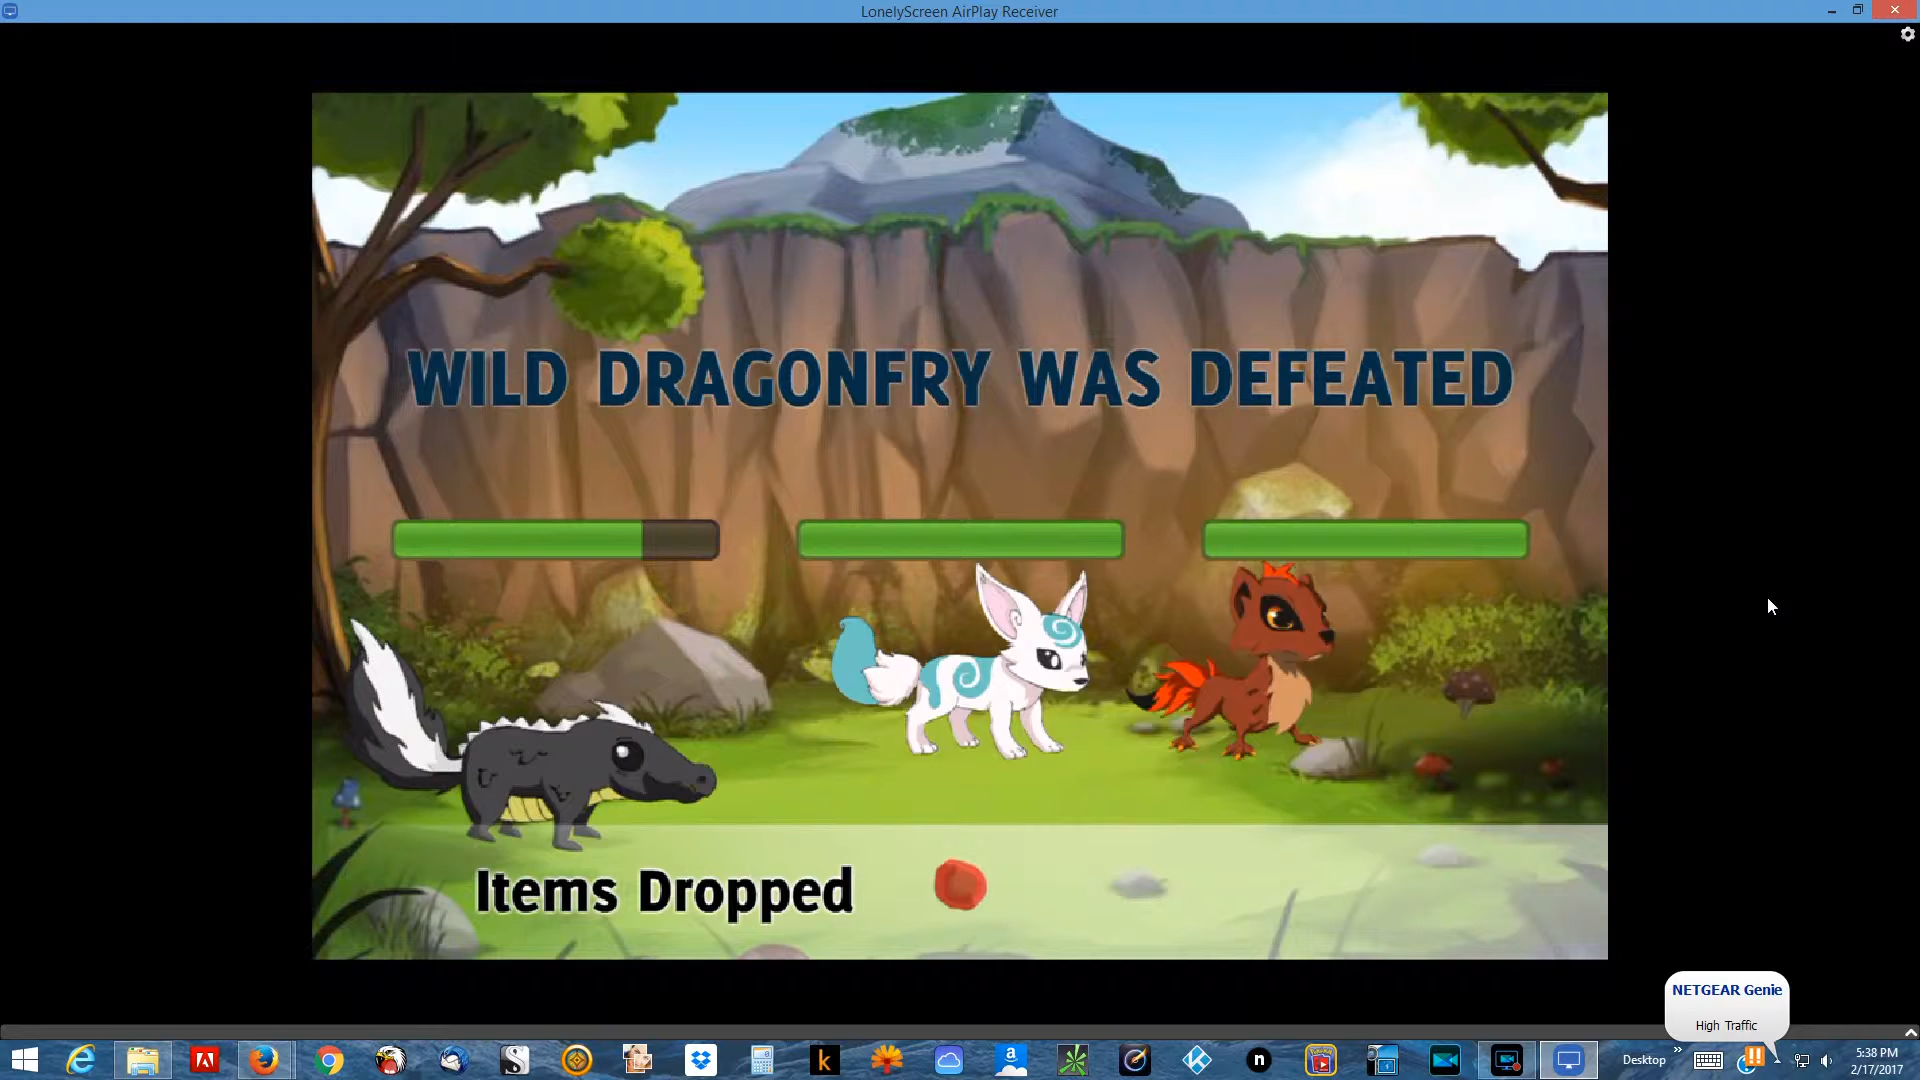 LonelyScreen AirPlay Receiver
WILD DRAGONFRY WAS DEFEATED
Items Dropped
NETGEAR Genie
High Traffic
Desktop
5:38 PM
2/17/2017